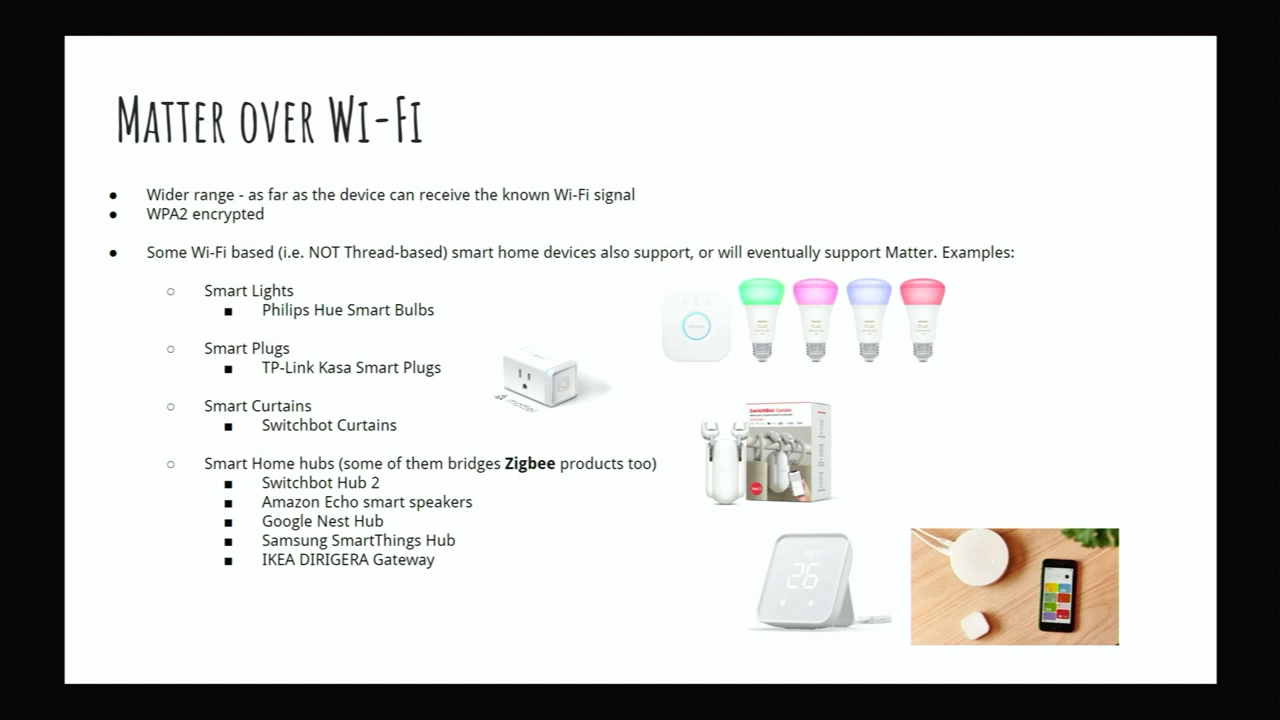 Matter over Wi-Fi
● Wider range - as far as the device can receive the known Wi-Fi signal
● WPA2 encrypted
● Some Wi-Fi based (i.e. NOT Thread-based) smart home devices also support, or will eventually support Matter. Examples:
○ Smart Lights
■ Philips Hue Smart Bulbs
○ Smart Plugs
■ TP-Link Kasa Smart Plugs
matter
○ Smart Curtains
■ Switchbot Curtains
SwitchBot Curtain
○ Smart Home hubs (some of them bridges Zigbee products too)
■ Switchbot Hub 2
■ Amazon Echo smart speakers
■ Google Nest Hub
■ Samsung SmartThings Hub
■ IKEA DIRIGERA Gateway
26